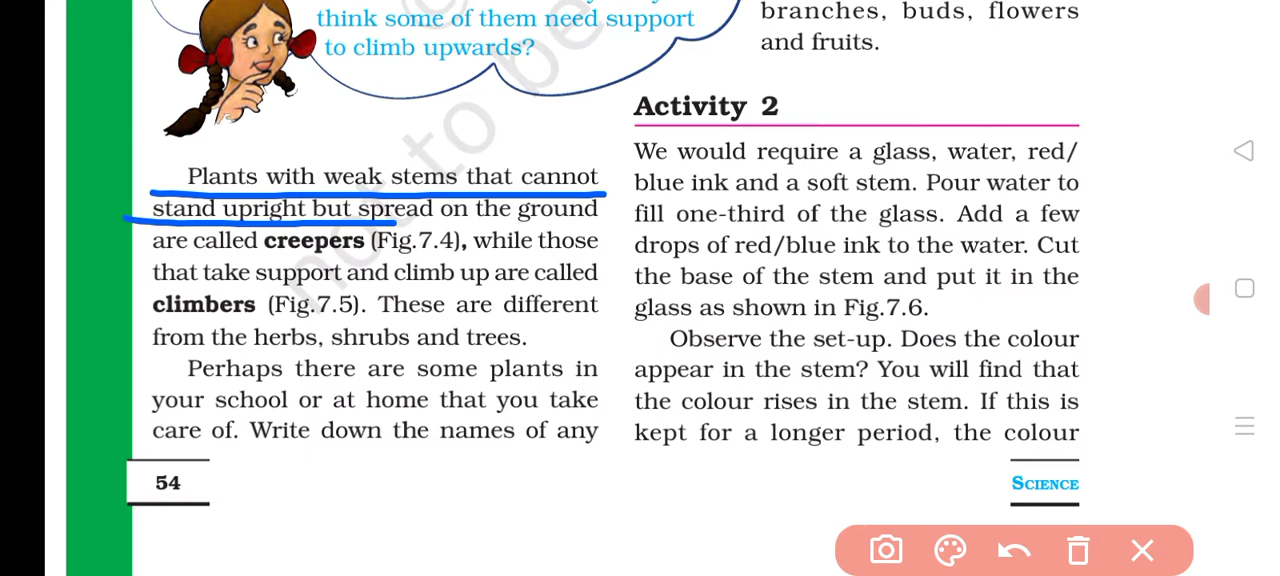 think some of them need support
to climb upwards?
Plants with weak stems that cannot
stand upright but spread on the ground
are called creepers (Fig.7.4), while those
that take support and climb up are called
climbers (Fig.7.5). These are different
from the herbs, shrubs and trees.
Perhaps there are some plants in
your school or at home that you take
care of. Write down the names of any
54
branches, buds, flowers
and fruits.
Activity 2
We would require a glass, water, red/
blue ink and a soft stem. Pour water to
fill one-third of the glass. Add a few
drops of red/blue ink to the water. Cut
the base of the stem and put it in the
glass as shown in Fig.7.6.
Observe the set-up. Does the colour
appear in the stem? You will find that
the colour rises in the stem. If this is
kept for a longer period, the colour
SCIENCE
not to be